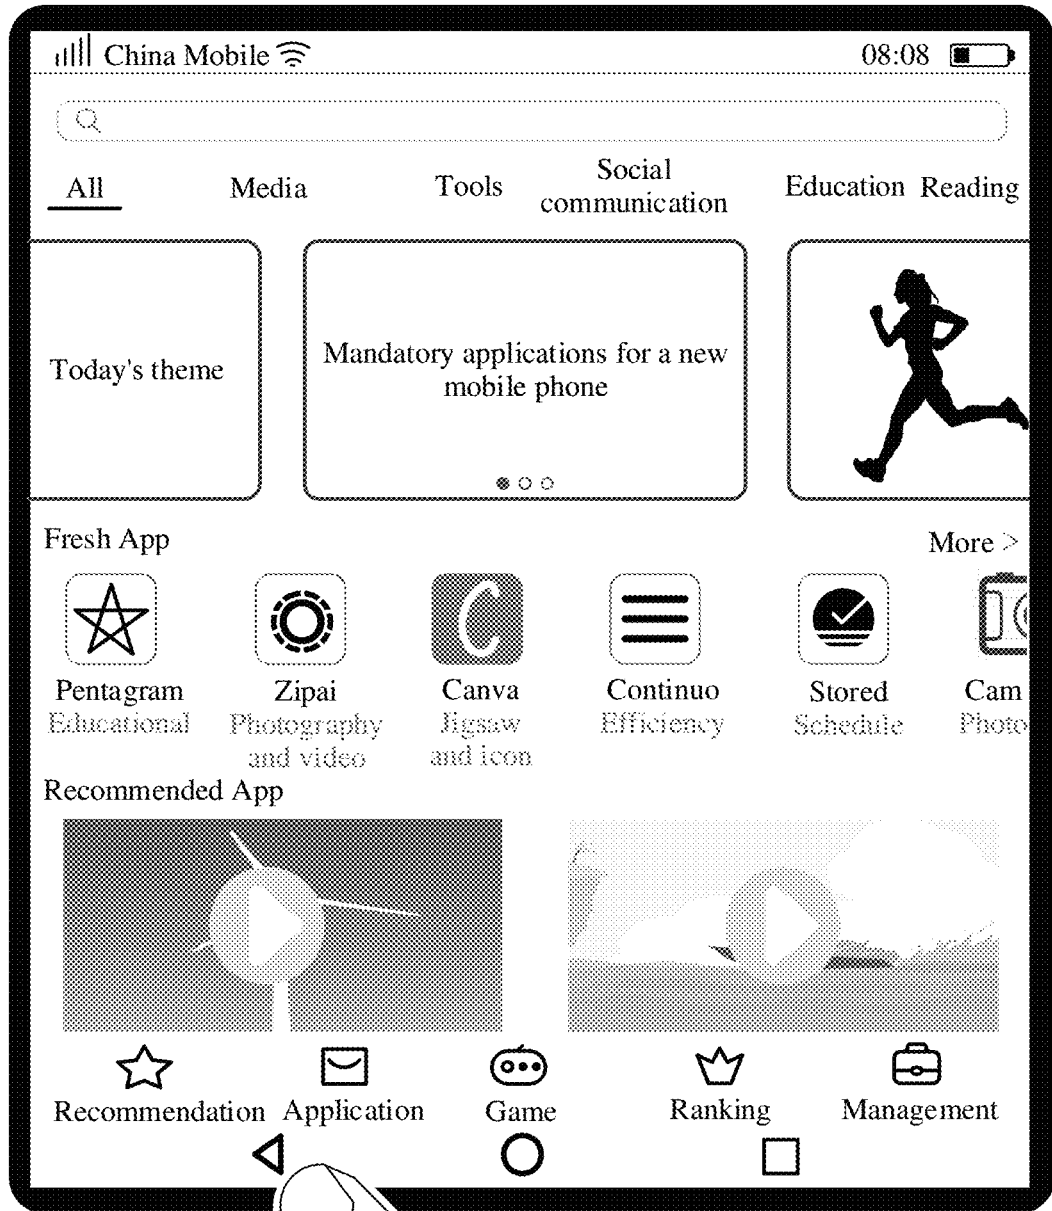 China Mobile 08:08
All Media Tools Social communication Education Reading
Today's theme
Mandatory applications for a new
mobile phone
Fresh App More >
Pentagram Zipai Canva Continuo Stored Cam
Educational Photography and video Jigsaw and icon Efficiency Schedule Photo
Recommended App
Recommendation Application Game Ranking Management